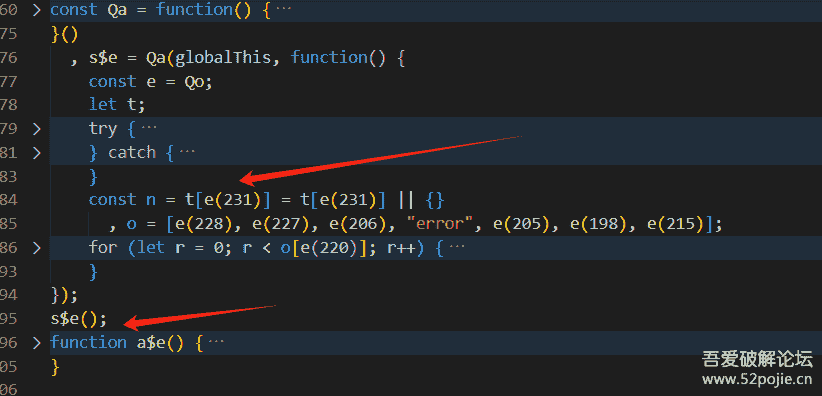 60 > const Qa = function() { ···
75 }()
76 , s$e = Qa(globalThis, function() {
77 const e = Qo;
78 let t;
79 > try { ···
81 > } catch { ···
83 }
84 const n = t[e(231)] = t[e(231)] || {}
85 , o = [e(228), e(227), e(206), "error", e(205), e(198), e(215)];
86 > for (let r = 0; r < o[e(220)]; r++) { ···
93 }
94 });
95 s$e();
96 > function a$e() { ···
05 }
06
吾爱破解论坛
www.52pojie.cn